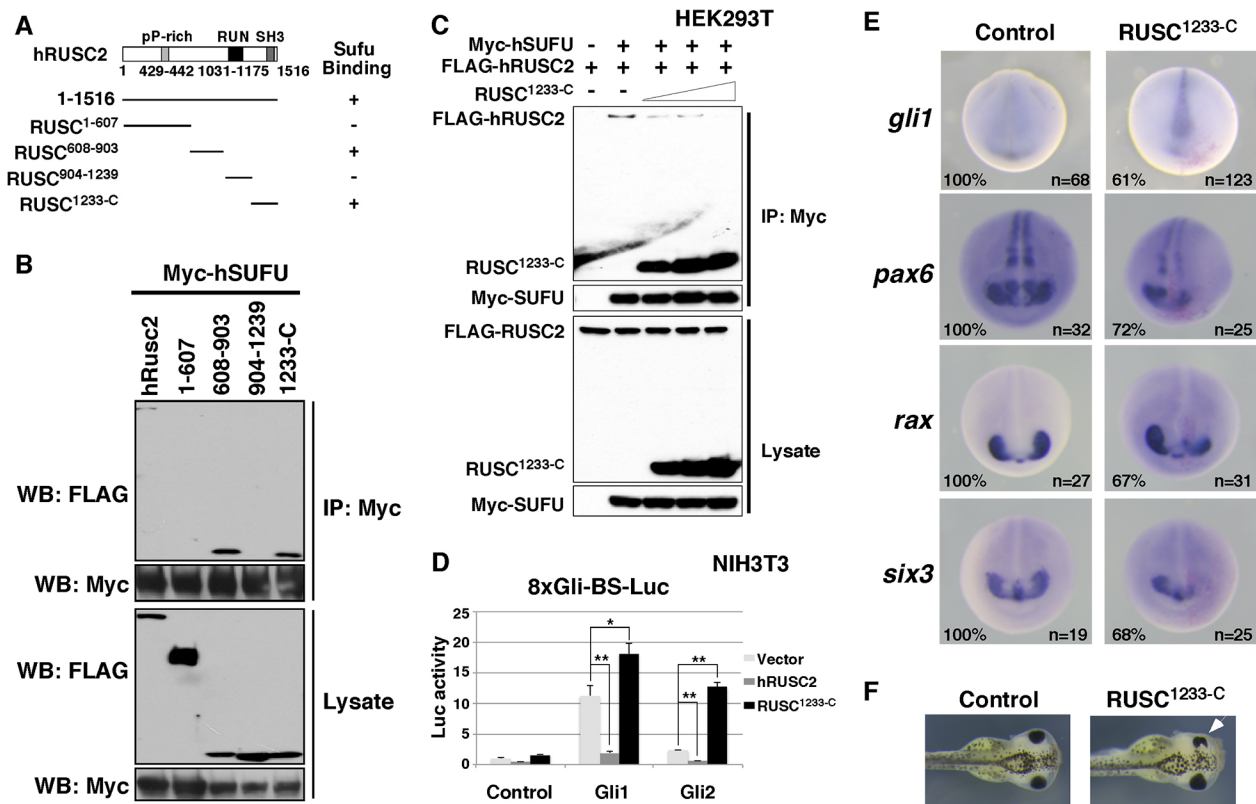 A
pP-rich RUN SH3
hRUSC2
Sufu Binding
1 429-442 1031-1175 1516
1-1516 +
RUSC1-607 -
RUSC608-903 +
RUSC904-1239 -
RUSC1233-C +
B
Myc-hSUFU
hRusc2
1-607
608-903
904-1239
1233-C
WB: FLAG
IP: Myc
WB: Myc
WB: FLAG
Lysate
WB: Myc
C
HEK293T
Myc-hSUFU - + + + +
FLAG-hRUSC2 + + + + +
RUSC1233-C - -
FLAG-hRUSC2
IP: Myc
RUSC1233-C
Myc-SUFU
FLAG-RUSC2
Lysate
RUSC1233-C
Myc-SUFU
D
NIH3T3
8xGli-BS-Luc
Luc activity
25
20
15
10
5
0
*
**
**
**
Vector
hRUSC2
RUSC1233-C
Control Gli1 Gli2
E
Control RUSC1233-C
gli1
100% n=68 61% n=123
pax6
100% n=32 72% n=25
rax
100% n=27 67% n=31
six3
100% n=19 68% n=25
F
Control RUSC1233-C